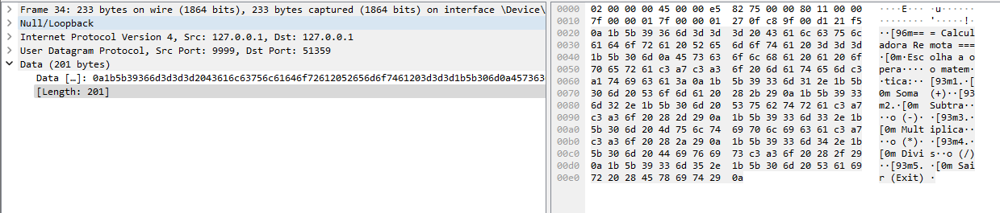 Frame 34: 233 bytes on wire (1864 bits), 233 bytes captured (1864 bits) on interface \Device\
Null/Loopback
Internet Protocol Version 4, Src: 127.0.0.1, Dst: 127.0.0.1
User Datagram Protocol, Src Port: 9999, Dst Port: 51359
Data (201 bytes)
Data […]: 0a1b5b39366d3d3d3d2043616c63756c61646f72612052656d6f7461203d3d3d1b5b306d0a457363
[Length: 201]
0000 02 00 00 00 45 00 00 e5 82 75 00 00 80 11 00 00 ····E··· ·u······
0010 7f 00 00 01 7f 00 00 01 27 0f c8 9f 00 d1 21 f5 ········ '·····!·
0020 0a 1b 5b 39 36 6d 3d 3d 3d 20 43 61 6c 63 75 6c ··[96m== = Calcul
0030 61 64 6f 72 61 20 52 65 6d 6f 74 61 20 3d 3d 3d adora Re mota ===
0040 1b 5b 30 6d 0a 45 73 63 6f 6c 68 61 20 61 20 6f ·[0m·Esc olha a o
0050 70 65 72 61 c3 a7 c3 a3 6f 20 6d 61 74 65 6d c3 pera···· o matem·
0060 a1 74 69 63 61 3a 0a 1b 5b 39 33 6d 31 2e 1b 5b ·tica:·· [93m1.·[
0070 30 6d 20 53 6f 6d 61 20 28 2b 29 0a 1b 5b 39 33 0m Soma (+)··[93
0080 6d 32 2e 1b 5b 30 6d 20 53 75 62 74 72 61 c3 a7 m2.·[0m Subtra··
0090 c3 a3 6f 20 28 2d 29 0a 1b 5b 39 33 6d 33 2e 1b ··o (-)· ·[93m3.·
00a0 5b 30 6d 20 4d 75 6c 74 69 70 6c 69 63 61 c3 a7 [0m Mult iplica··
00b0 c3 a3 6f 20 28 2a 29 0a 1b 5b 39 33 6d 34 2e 1b ··o (*)· ·[93m4.·
00c0 5b 30 6d 20 44 69 76 69 73 c3 a3 6f 20 28 2f 29 [0m Divi s··o (/)
00d0 0a 1b 5b 39 33 6d 35 2e 1b 5b 30 6d 20 53 61 69 ··[93m5. ·[0m Sai
00e0 72 20 28 45 78 69 74 29 0a r (Exit) ·